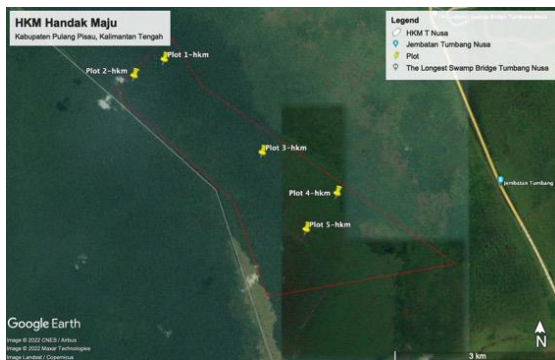 HKM Handak Maju
Kabupaten Pulang Pisau, Kalimantan Tengah
Legend
HKM T Nusa
Jembatan Tumbang Nusa
Plot
The Longest Swamp Bridge Tumbang Nusa
Plot 1-hkm
Plot 2-hkm
Plot 3-hkm
Plot 4-hkm
Jembatan Tumbang
Plot 5-hkm
Google Earth
Image © 2022 CNES / Airbus
Image © 2022 Maxar Technologies
Image Landsat / Copernicus
N
3 km